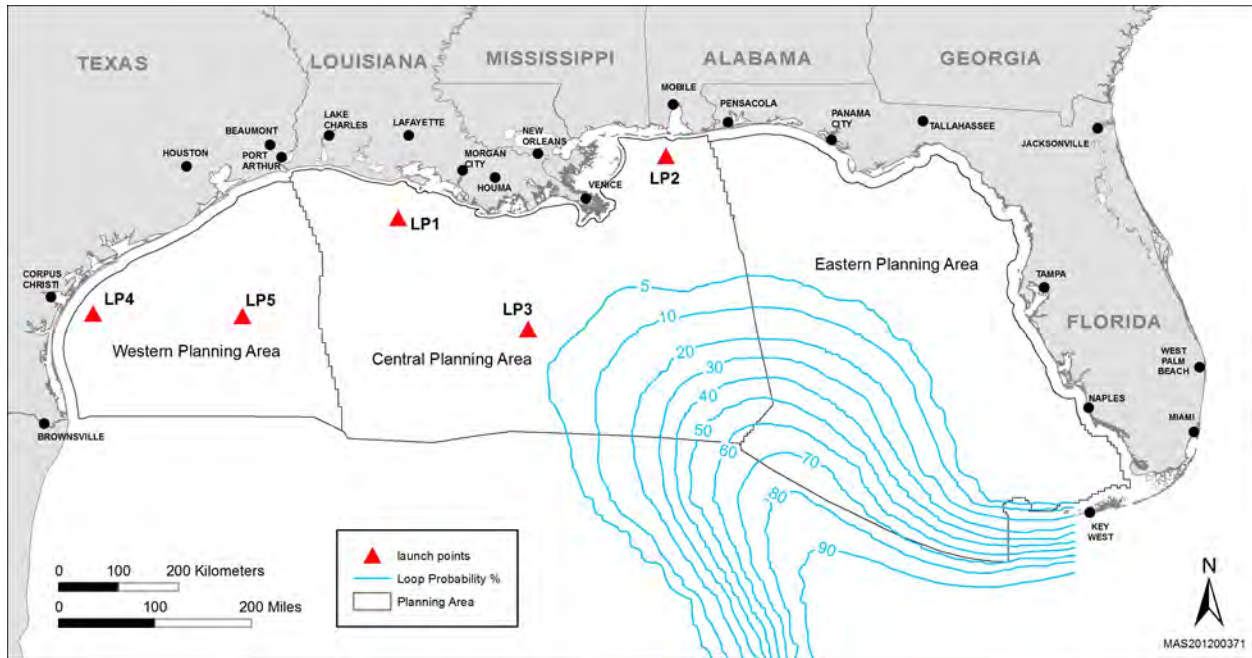 TEXAS
LOUISIANA
MISSISSIPPI
ALABAMA
GEORGIA
MOBILE
PENSACOLA
PANAMA
CITY
TALLAHASSEE
JACKSONVILLE
LAKE
CHARLES
LAFAYETTE
BEAUMONT
PORT
ARTHUR
HOUSTON
NEW
ORLEANS
MORGAN
CITY
HOUMA
VENICE
LP2
LP1
Eastern Planning Area
CORPUS
CHRISTI
TAMPA
LP4
LP5
LP3
FLORIDA
Western Planning Area
Central Planning Area
WEST
PALM
BEACH
NAPLES
MIAMI
BROWNSVILLE
KEY
WEST
5
10
20
30
40
50
60
70
80
90
launch points
Loop Probability %
Planning Area
0 100 200 Kilometers
0 100 200 Miles
N
MAS201200371